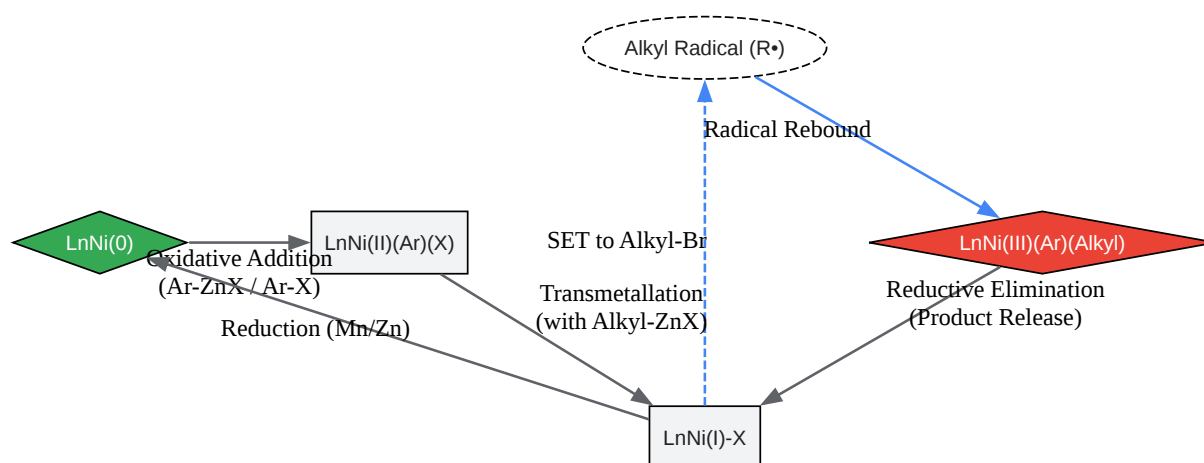 Alkyl Radical (R•)
Radical Rebound
LnNi(0)
LnNi(II)(Ar)(X)
SET to Alkyl-Br
LnNi(III)(Ar)(Alkyl)
Oxidative Addition
(Ar-ZnX / Ar-X)
Transmetallation
(with Alkyl-ZnX)
Reductive Elimination
(Product Release)
Reduction (Mn/Zn)
LnNi(I)-X